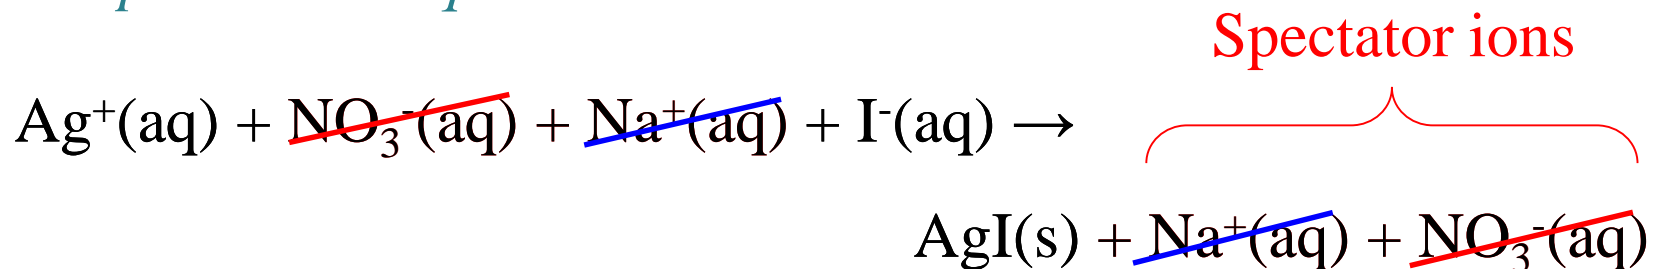 Spectator ions
Ag⁺(aq) + NO₃⁻(aq) + Na⁺(aq) + I⁻(aq) →
AgI(s) + Na⁺(aq) + NO₃⁻(aq)